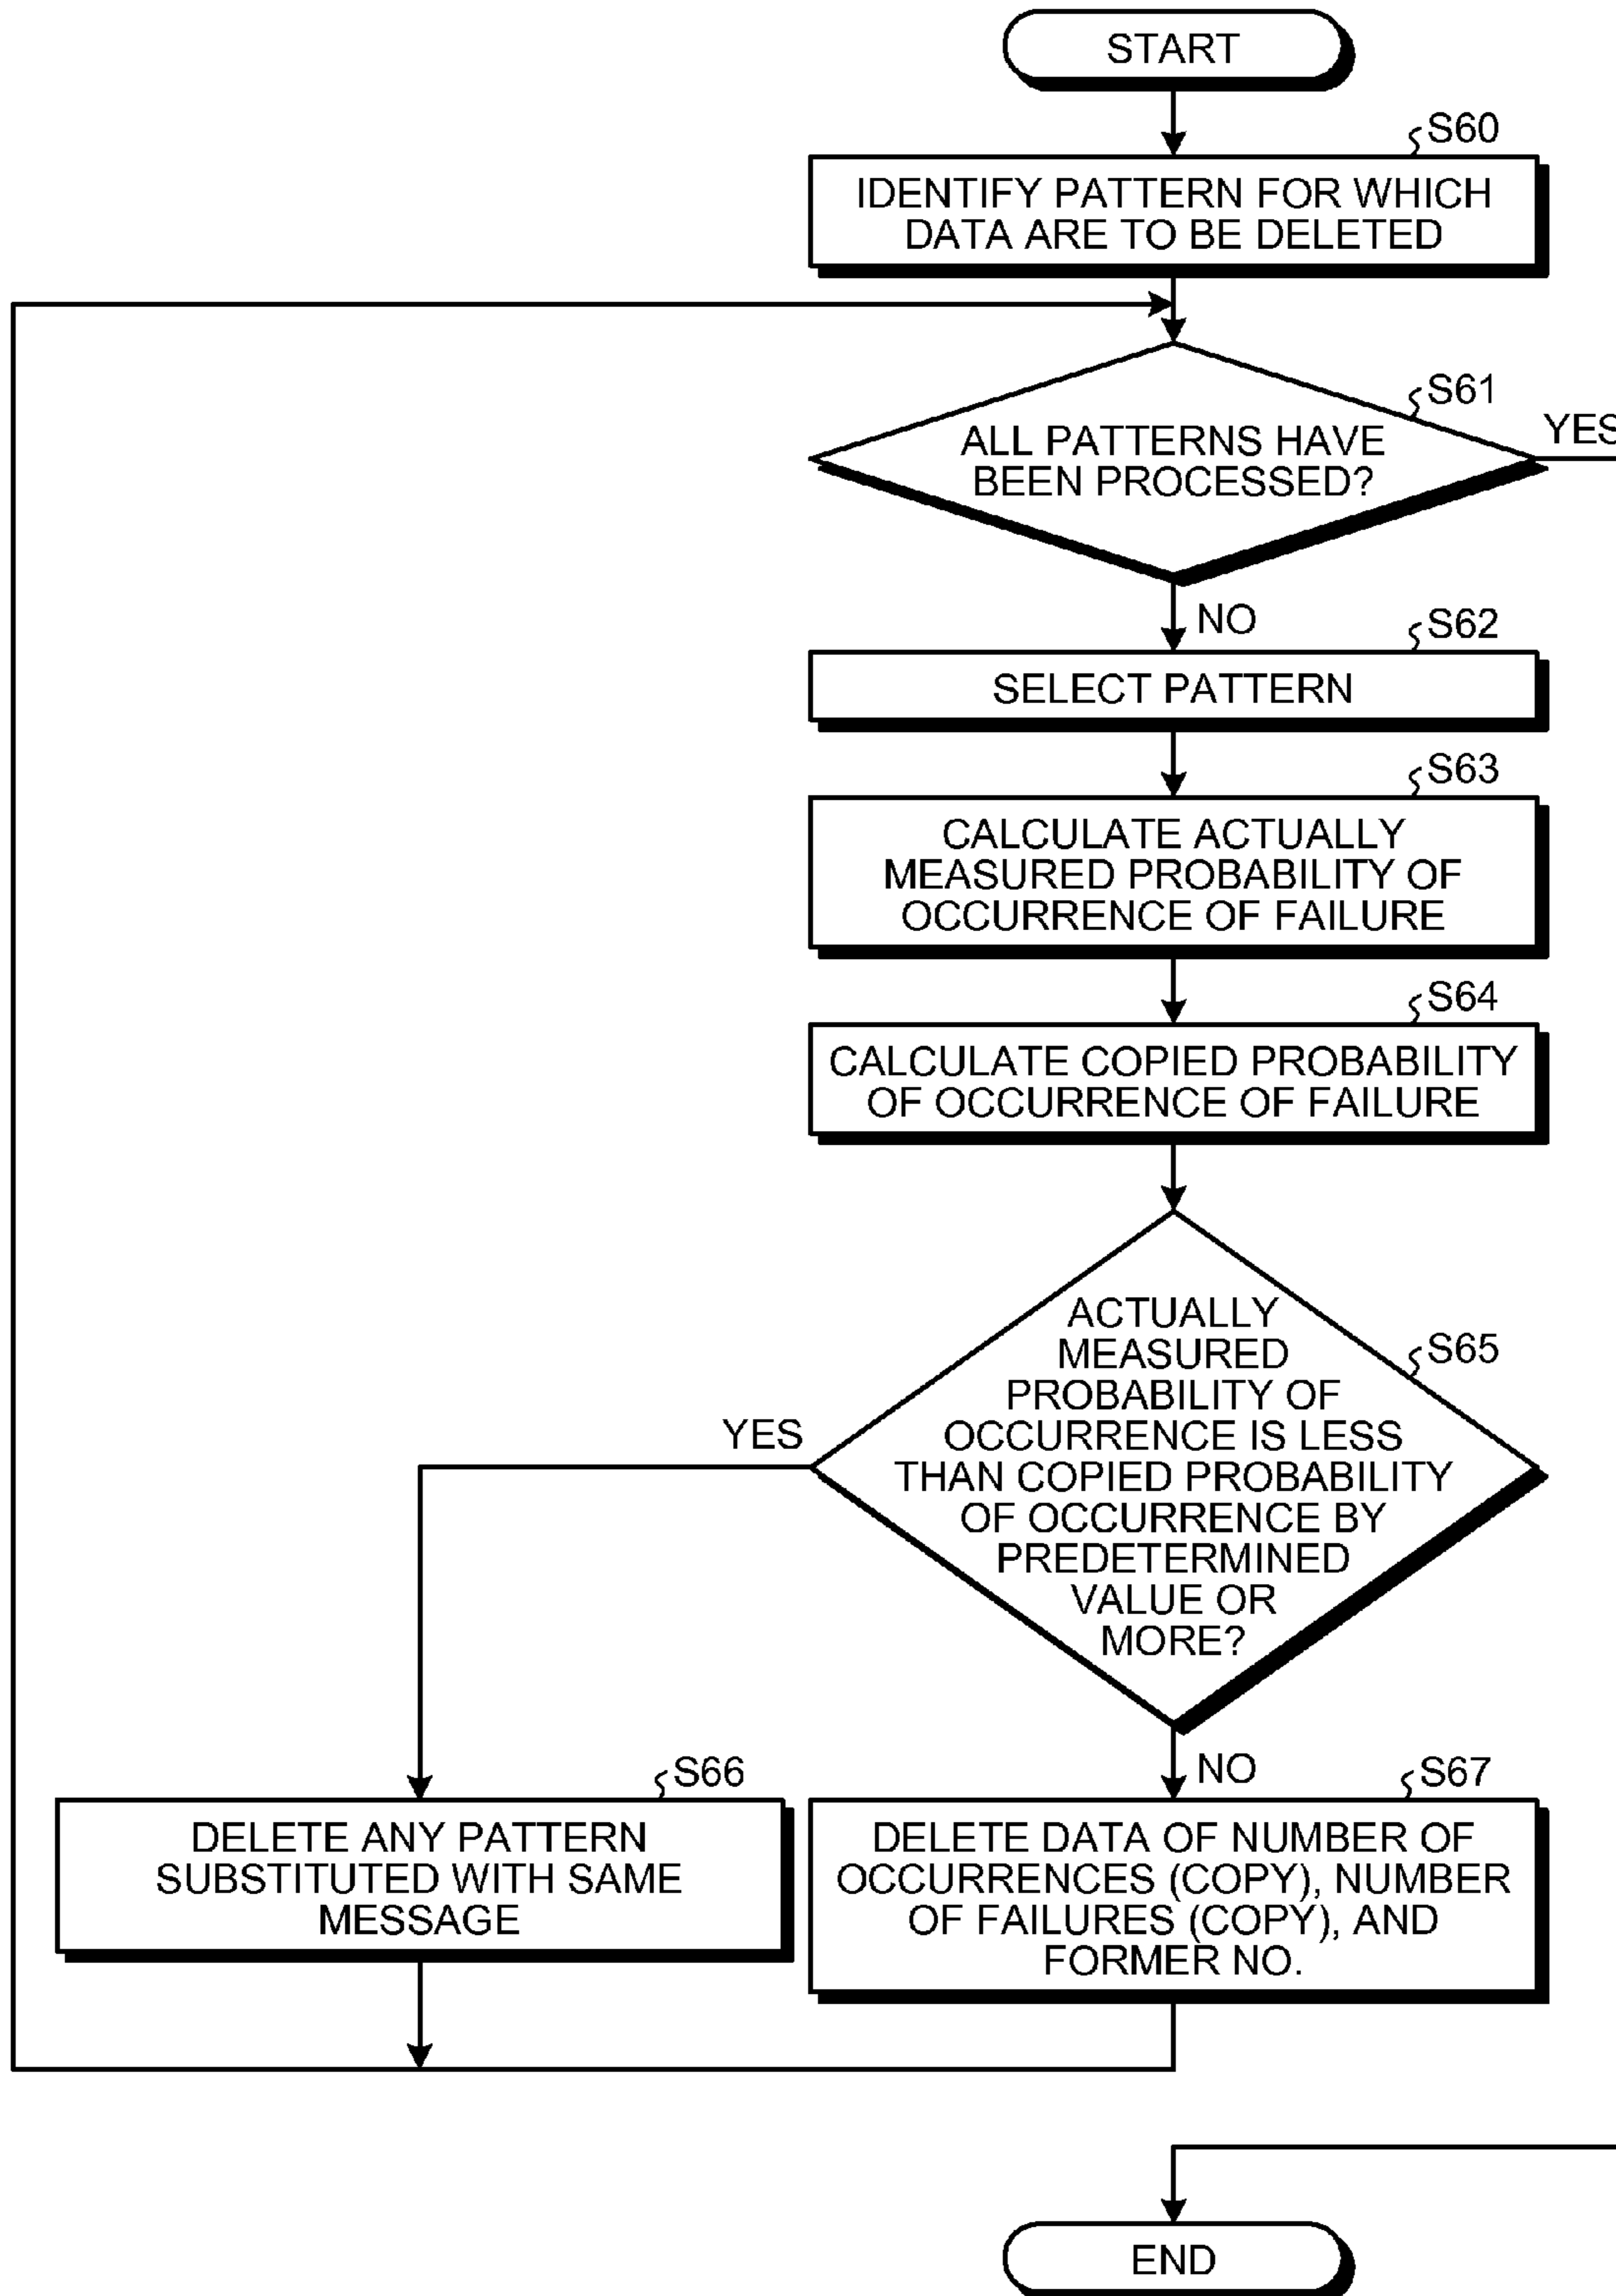 START
S60
IDENTIFY PATTERN FOR WHICH
DATA ARE TO BE DELETED
S61
ALL PATTERNS HAVE
BEEN PROCESSED?
YES
NO
S62
SELECT PATTERN
S63
CALCULATE ACTUALLY
MEASURED PROBABILITY OF
OCCURRENCE OF FAILURE
S64
CALCULATE COPIED PROBABILITY
OF OCCURRENCE OF FAILURE
S65
ACTUALLY
MEASURED
PROBABILITY OF
OCCURRENCE IS LESS
THAN COPIED PROBABILITY
OF OCCURRENCE BY
PREDETERMINED
VALUE OR
MORE?
YES
NO
S66
DELETE ANY PATTERN
SUBSTITUTED WITH SAME
MESSAGE
S67
DELETE DATA OF NUMBER OF
OCCURRENCES (COPY), NUMBER
OF FAILURES (COPY), AND
FORMER NO.
END